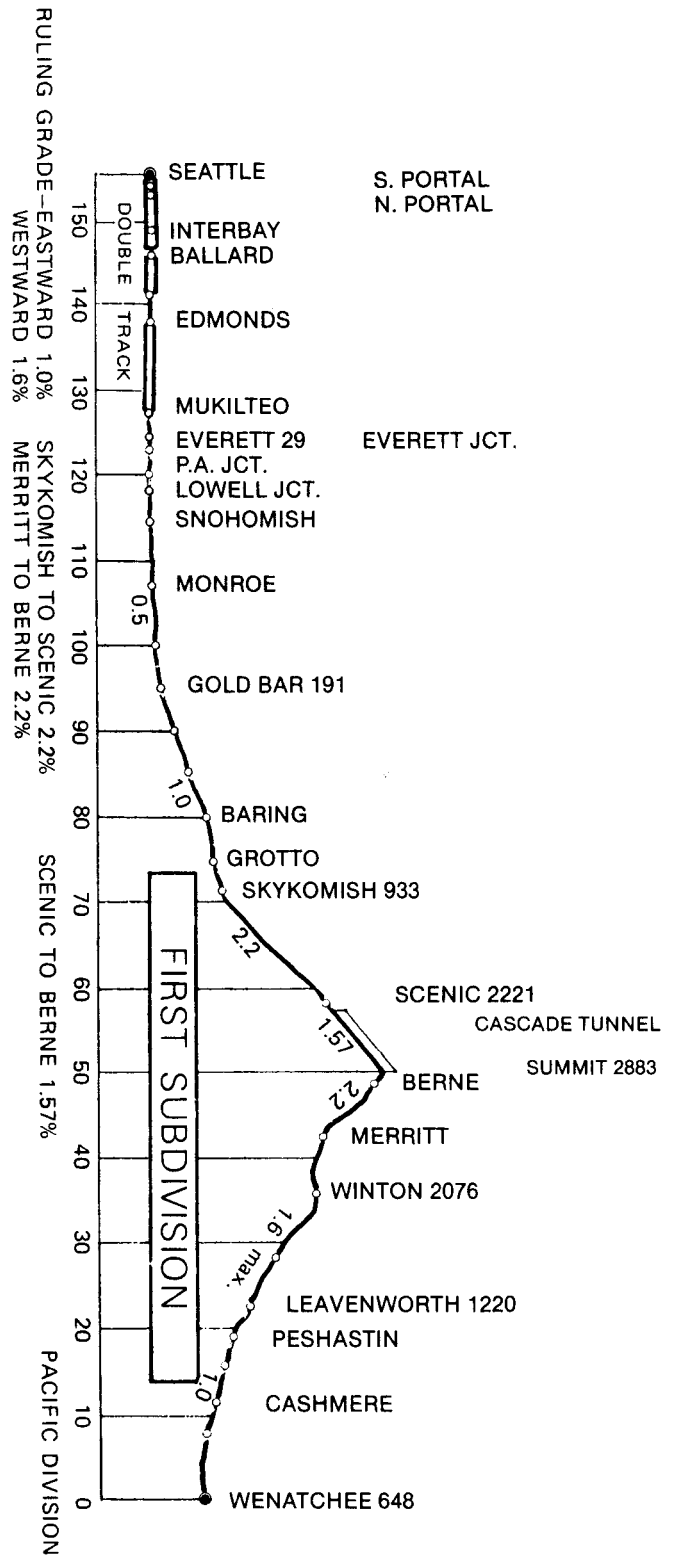 RULING GRADE–EASTWARD 1.0% SKYKOMISH TO SCENIC 2.2% SCENIC TO BERNE 1.57% PACIFIC DIVISION
WESTWARD 1.6% MERRITT TO BERNE 2.2%
150
140
130
120
110
100
90
80
70
60
50
40
30
20
10
0
DOUBLE TRACK
FIRST SUBDIVISION
0.5
1.0
2.2
1.57
2.2
1.6 max.
1.0
SEATTLE
S. PORTAL
N. PORTAL
INTERBAY
BALLARD
EDMONDS
MUKILTEO
EVERETT 29 EVERETT JCT.
P.A. JCT.
LOWELL JCT.
SNOHOMISH
MONROE
GOLD BAR 191
BARING
GROTTO
SKYKOMISH 933
SCENIC 2221
CASCADE TUNNEL
SUMMIT 2883
BERNE
MERRITT
WINTON 2076
LEAVENWORTH 1220
PESHASTIN
CASHMERE
WENATCHEE 648